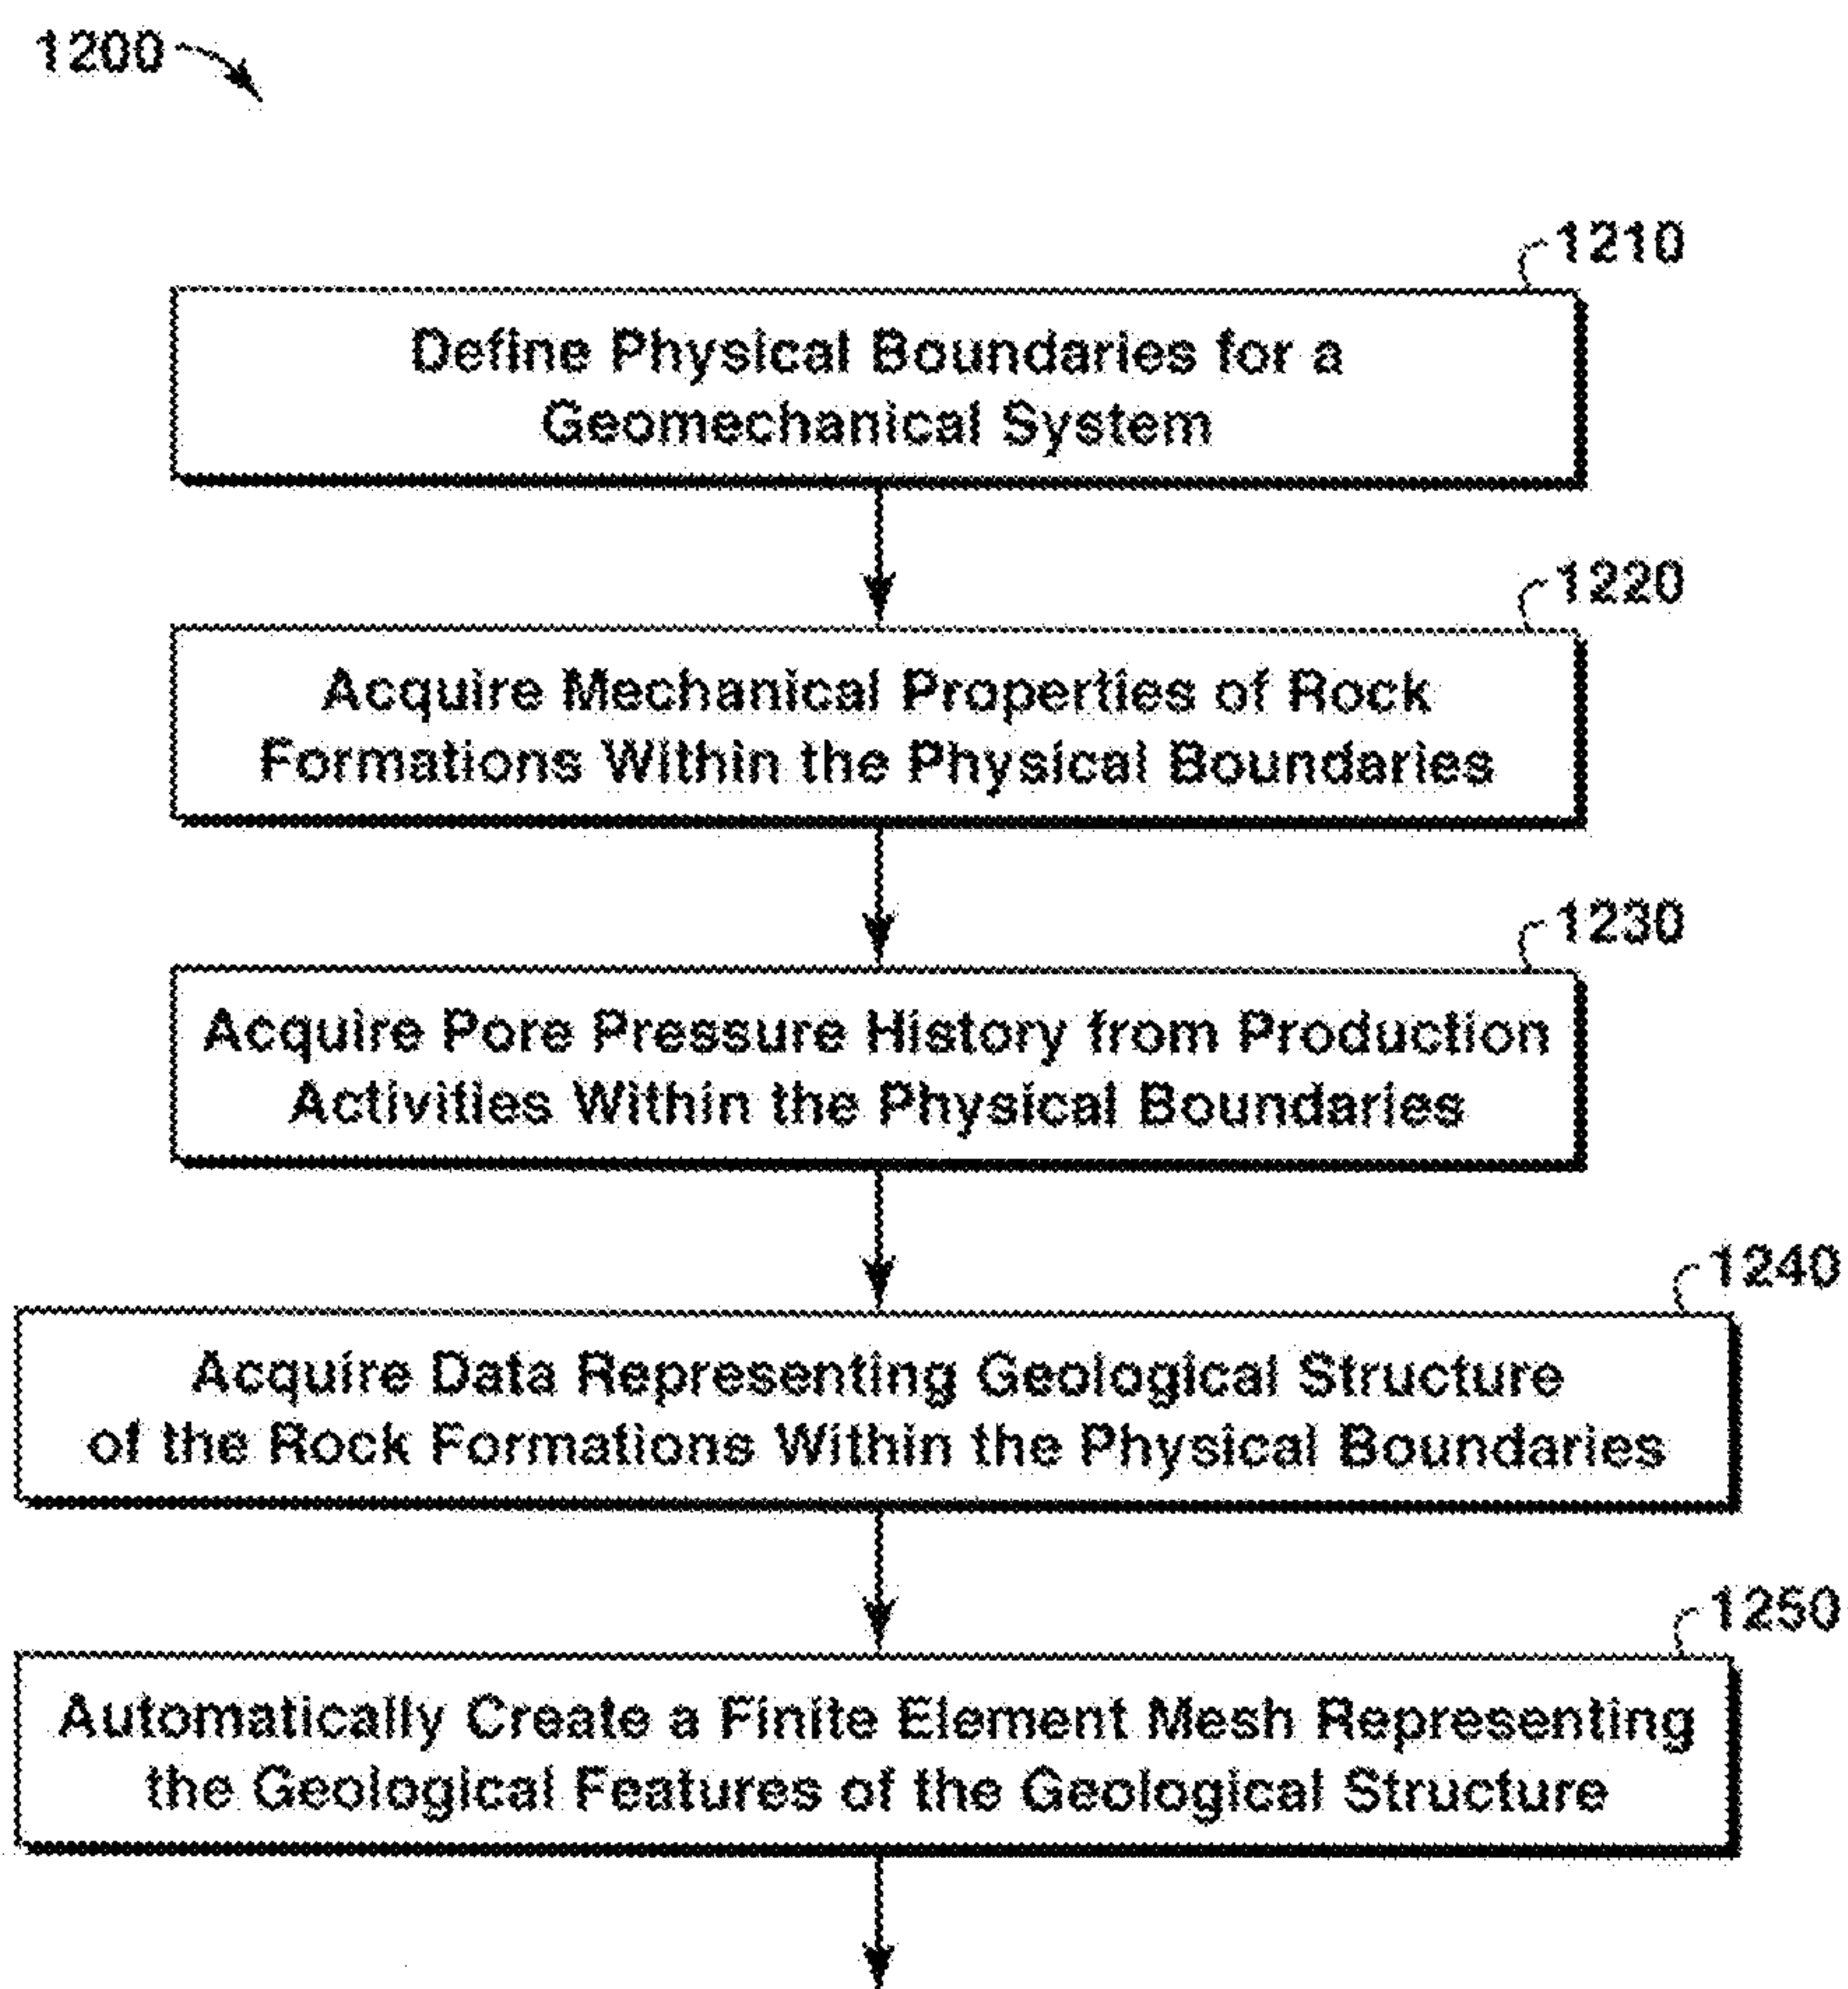 1200
1210
Define Physical Boundaries for a
Geomechanical System
1220
Acquire Mechanical Properties of Rock
Formations Within the Physical Boundaries
1230
Acquire Pore Pressure History from Production
Activities Within the Physical Boundaries
1240
Acquire Data Representing Geological Structure
of the Rock Formations Within the Physical Boundaries
1250
Automatically Create a Finite Element Mesh Representing
the Geological Features of the Geological Structure